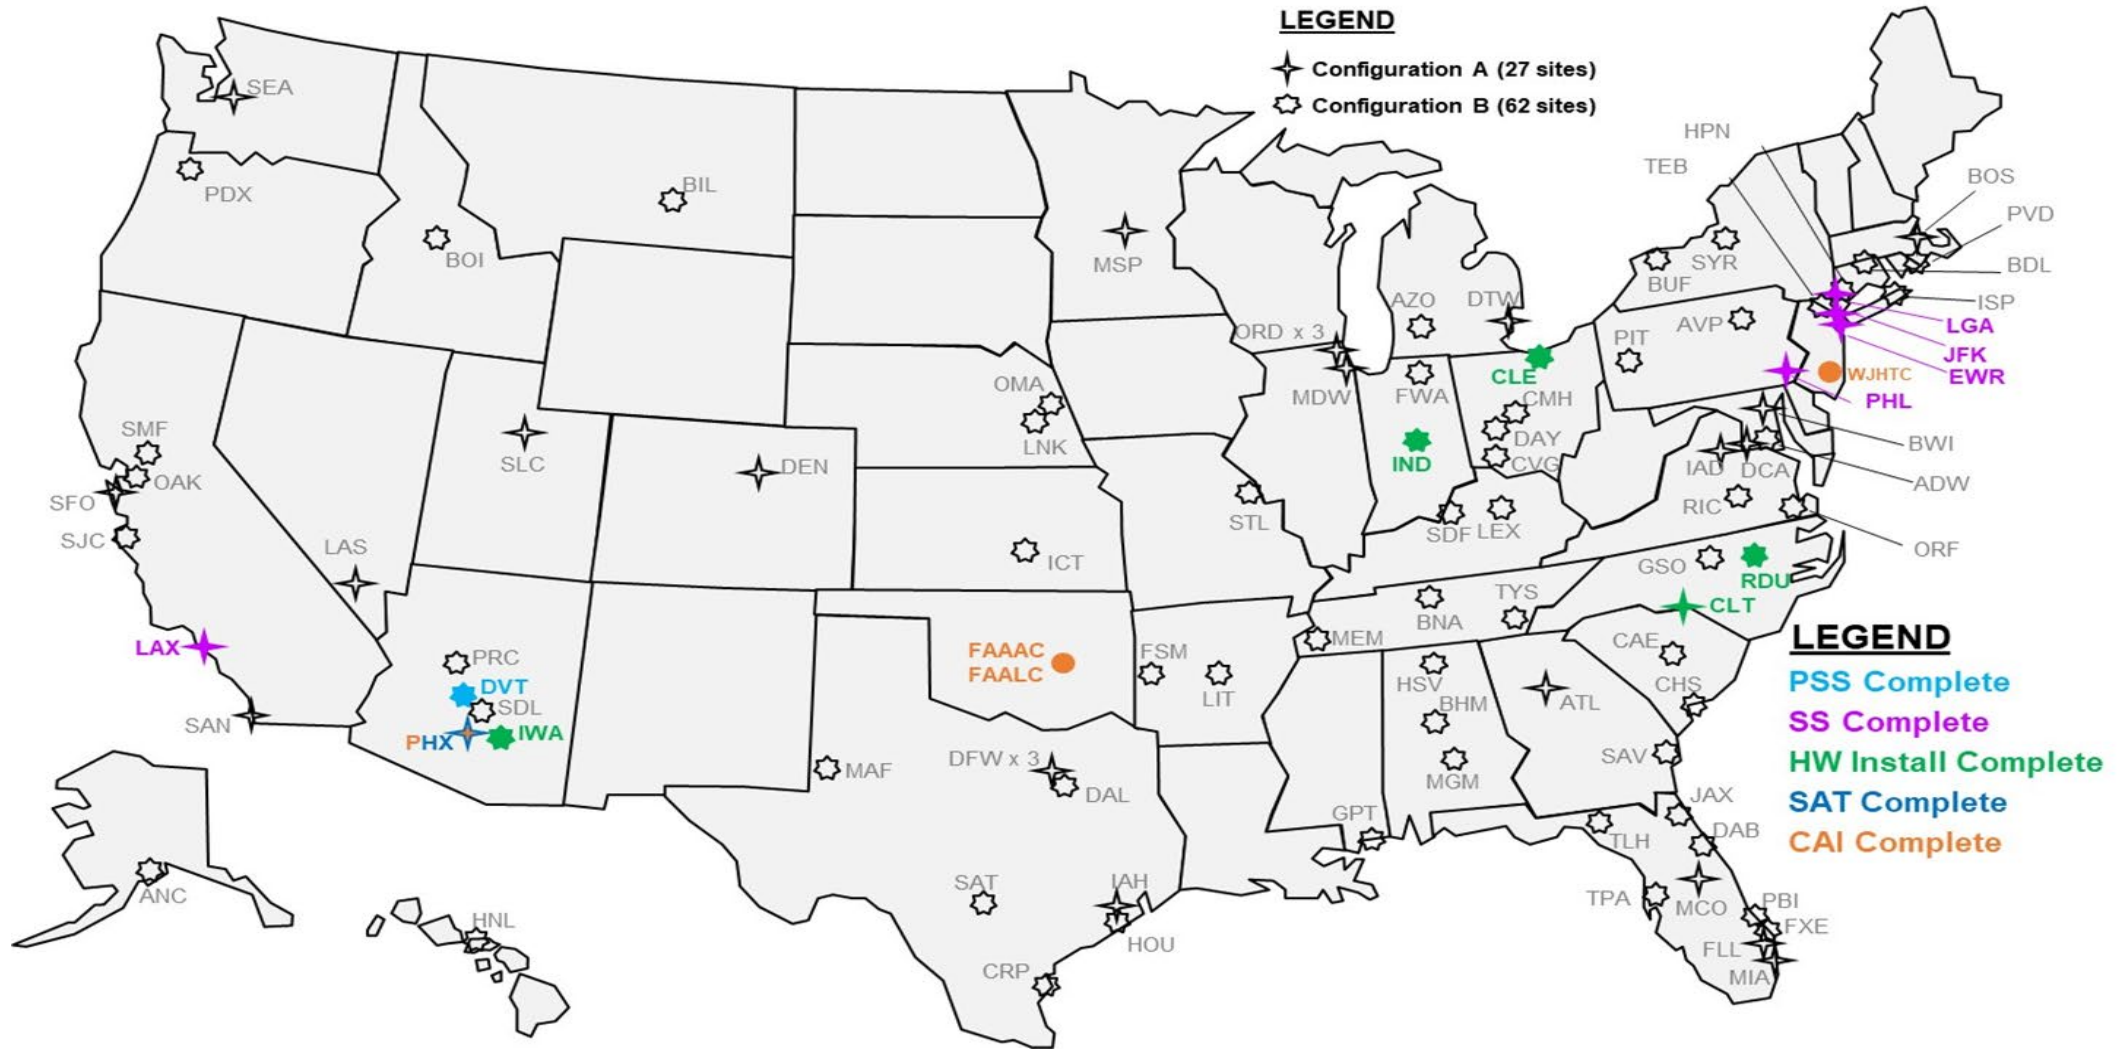 LEGEND
Configuration A (27 sites)
Configuration B (62 sites)
SEA
PDX
BOI
BIL
MSP
HPN
TEB
BOS
PVD
BDL
ISP
LGA
JFK
EWR
PHL
WJHTC
SYR
BUF
AVP
PIT
AZO
DTW
ORD x 3
MDW
FWA
CLE
CMH
DAY
CVG
IND
OMA
LNK
SMF
OAK
SFO
SJC
SLC
DEN
LAS
ICT
STL
SDF
LEX
IAD
DCA
BWI
ADW
RIC
ORF
GSO
RDU
CLT
TYS
BNA
MEM
LAX
SAN
PRC
DVT
SDL
PHX
IWA
FAAAC
FAALC
FSM
LIT
HSV
BHM
MGM
ATL
CAE
CHS
SAV
MAF
DFW x 3
DAL
GPT
TLH
JAX
DAB
TPA
MCO
PBI
FXE
FLL
MIA
SAT
IAH
HOU
CRP
ANC
HNL
LEGEND
PSS Complete
SS Complete
HW Install Complete
SAT Complete
CAI Complete